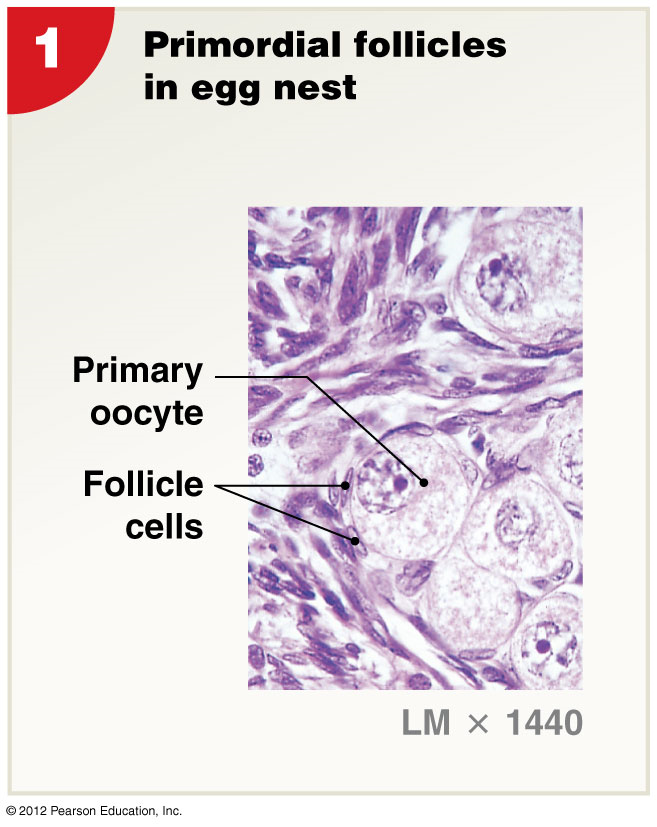 1
Primordial follicles
in egg nest
Primary
oocyte
Follicle
cells
LM × 1440
© 2012 Pearson Education, Inc.